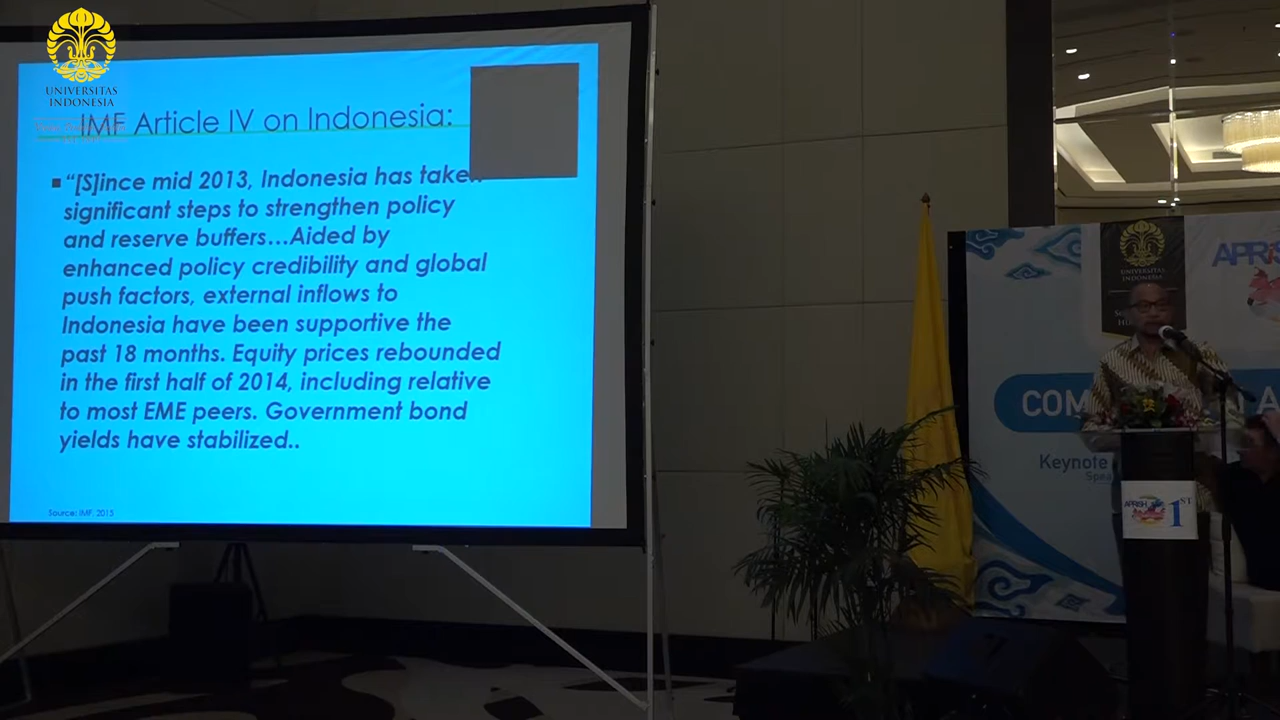 UNIVERSITAS
INDONESIA
IMF Article IV on Indonesia:
“[S]ince mid 2013, Indonesia has taken
significant steps to strengthen policy
and reserve buffers...Aided by
enhanced policy credibility and global
push factors, external inflows to
Indonesia have been supportive the
past 18 months. Equity prices rebounded
in the first half of 2014, including relative
to most EME peers. Government bond
yields have stabilized..
Source: IMF, 2015
UNIVERSITAS
INDONESIA
APRiS
COM
A
Keynote
Spea
APRISH
1ST